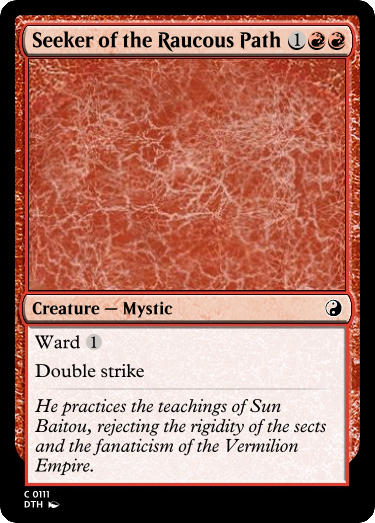 Seeker of the Raucous Path 1
Creature — Mystic
Ward 1
Double strike
He practices the teachings of Sun
Baitou, rejecting the rigidity of the sects
and the fanaticism of the Vermilion
Empire.
C 0111
DTH